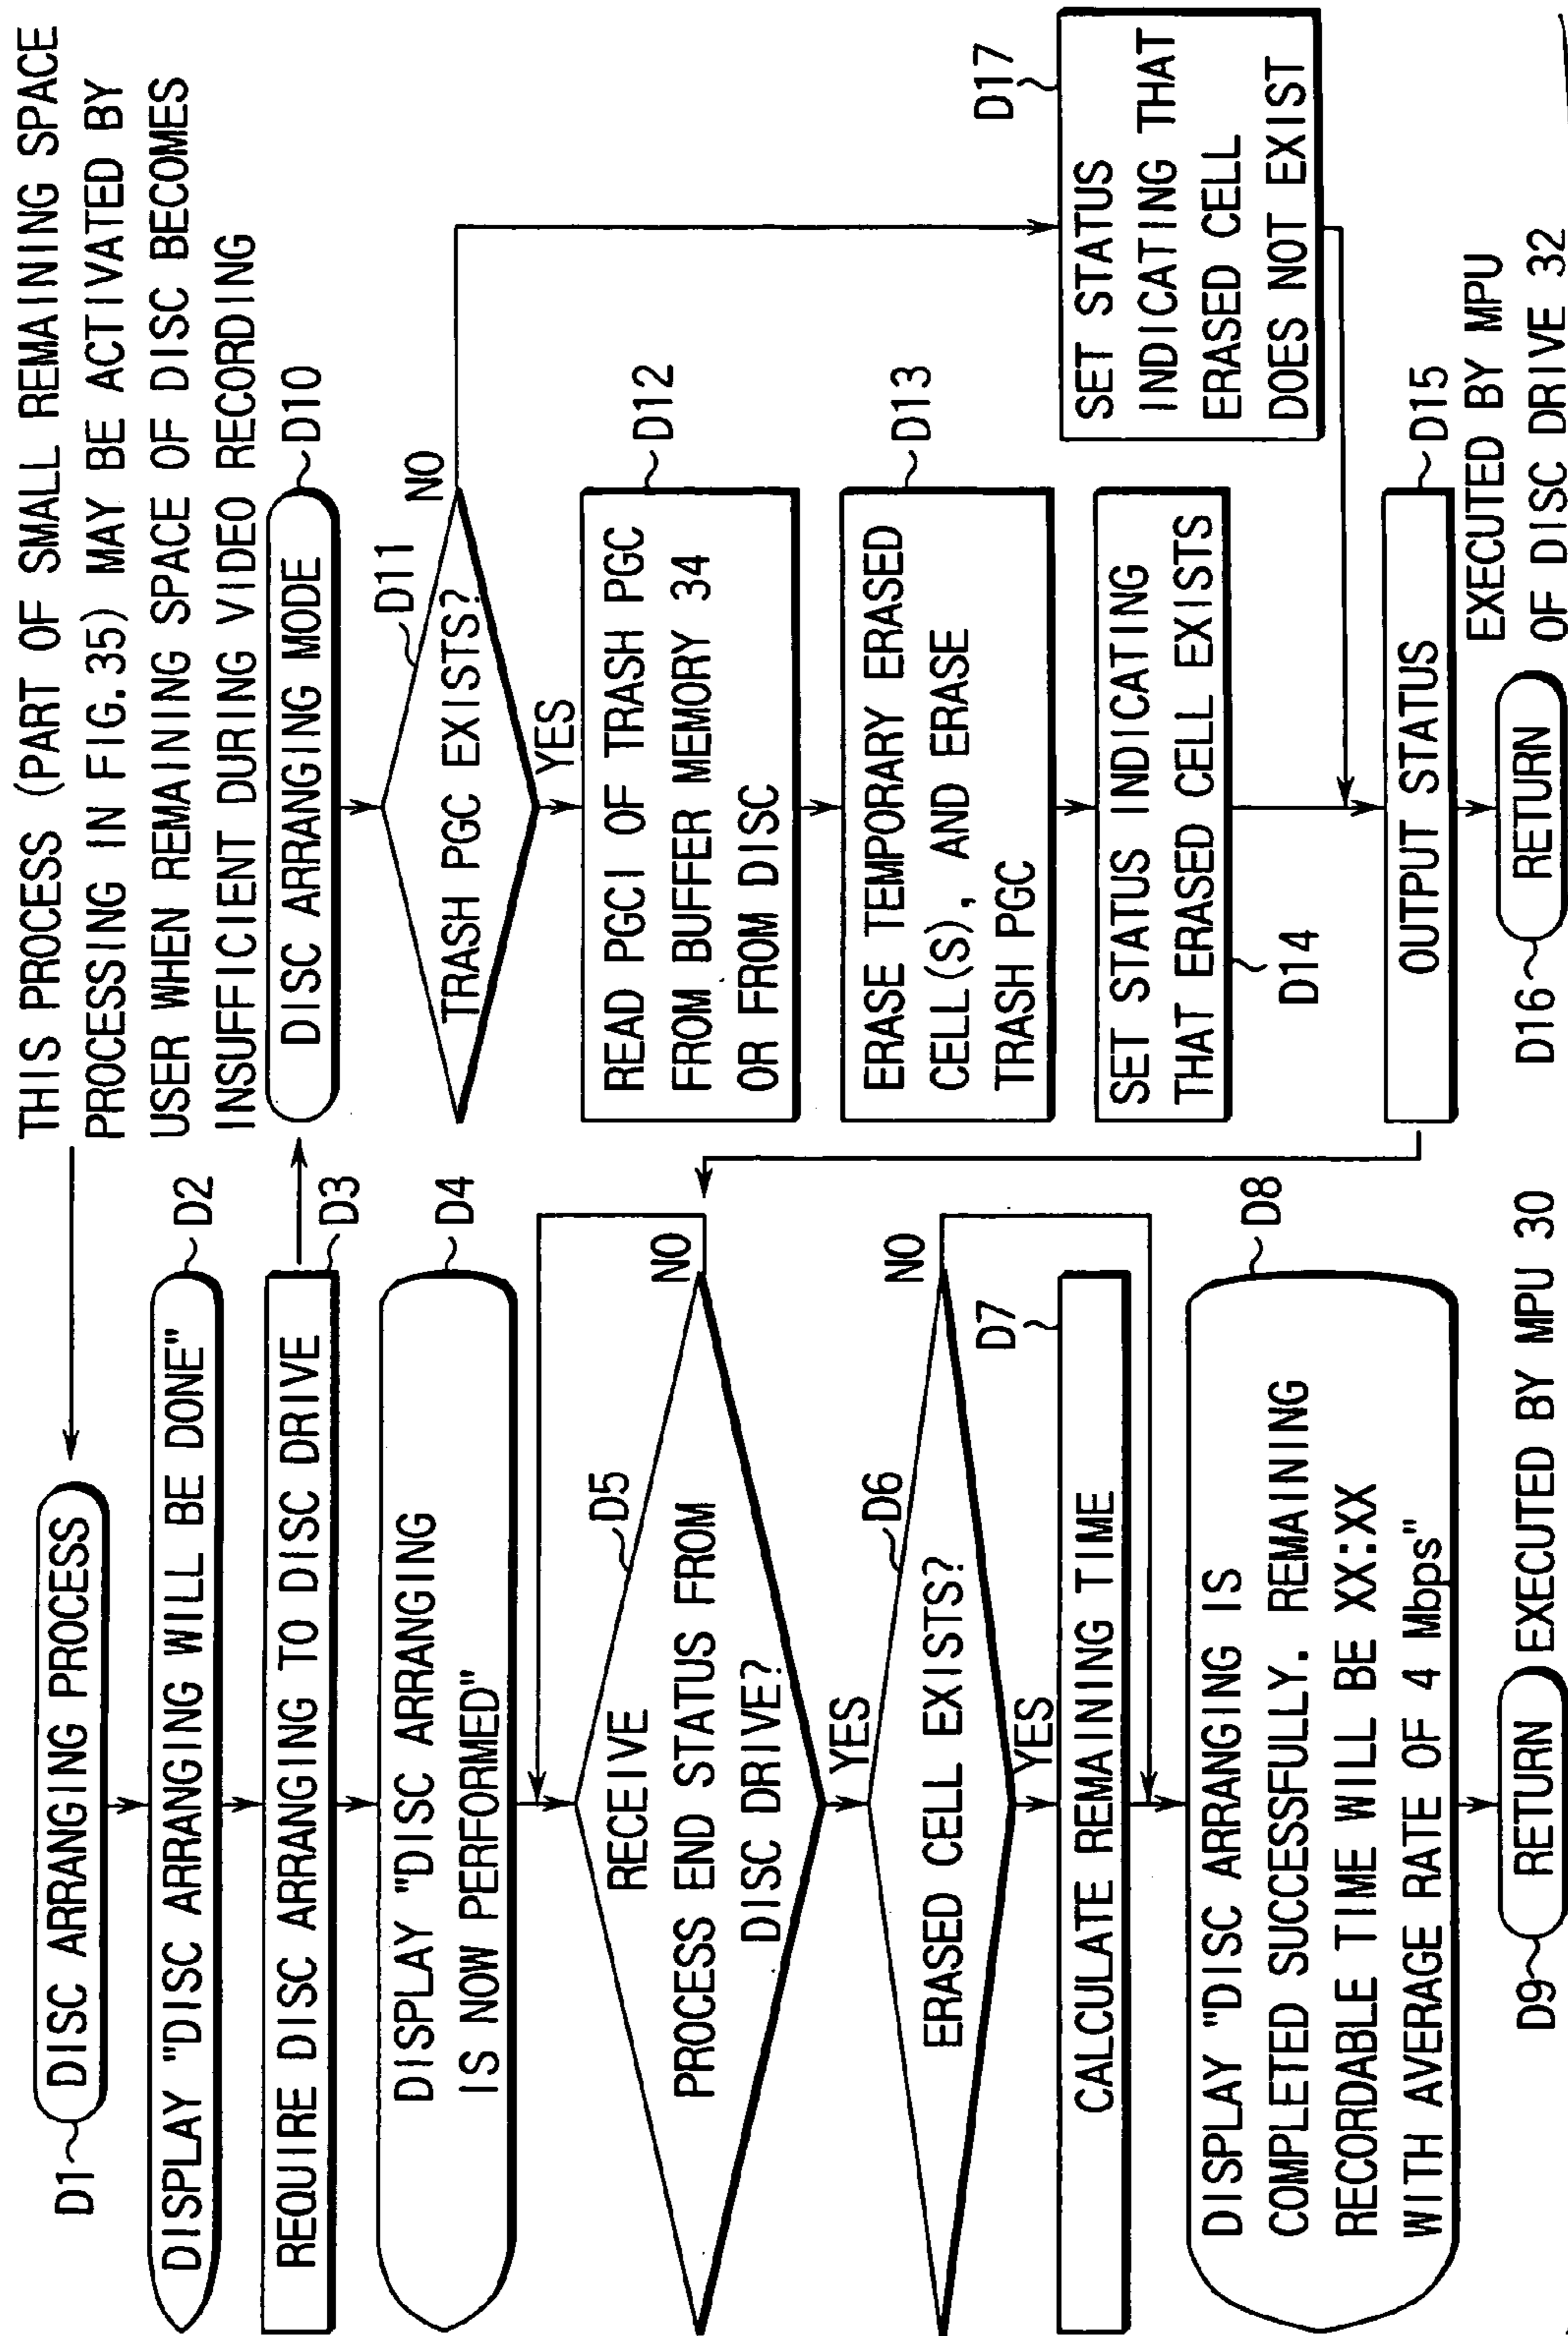 THIS PROCESS (PART OF SMALL REMAINING SPACE
PROCESSING IN FIG.35) MAY BE ACTIVATED BY
USER WHEN REMAINING SPACE OF DISC BECOMES
INSUFFICIENT DURING VIDEO RECORDING
D1
DISC ARRANGING PROCESS
D2
DISPLAY "DISC ARRANGING WILL BE DONE"
D3
REQUIRE DISC ARRANGING TO DISC DRIVE
D4
DISPLAY "DISC ARRANGING
IS NOW PERFORMED"
D5
RECEIVE
PROCESS END STATUS FROM
DISC DRIVE?
NO
YES
D6
ERASED CELL EXISTS?
NO
YES
D7
CALCULATE REMAINING TIME
D8
DISPLAY "DISC ARRANGING IS
COMPLETED SUCCESSFULLY. REMAINING
RECORDABLE TIME WILL BE XX:XX
WITH AVERAGE RATE OF 4 Mbps"
D9
RETURN
EXECUTED BY MPU 30
D10
DISC ARRANGING MODE
D11
TRASH PGC EXISTS?
NO
YES
D12
READ PGCI OF TRASH PGC
FROM BUFFER MEMORY 34
OR FROM DISC
D13
ERASE TEMPORARY ERASED
CELL(S), AND ERASE
TRASH PGC
SET STATUS INDICATING
THAT ERASED CELL EXISTS
D14
D17
SET STATUS
INDICATING THAT
ERASED CELL
DOES NOT EXIST
D15
OUTPUT STATUS
D16
RETURN
EXECUTED BY MPU
OF DISC DRIVE 32